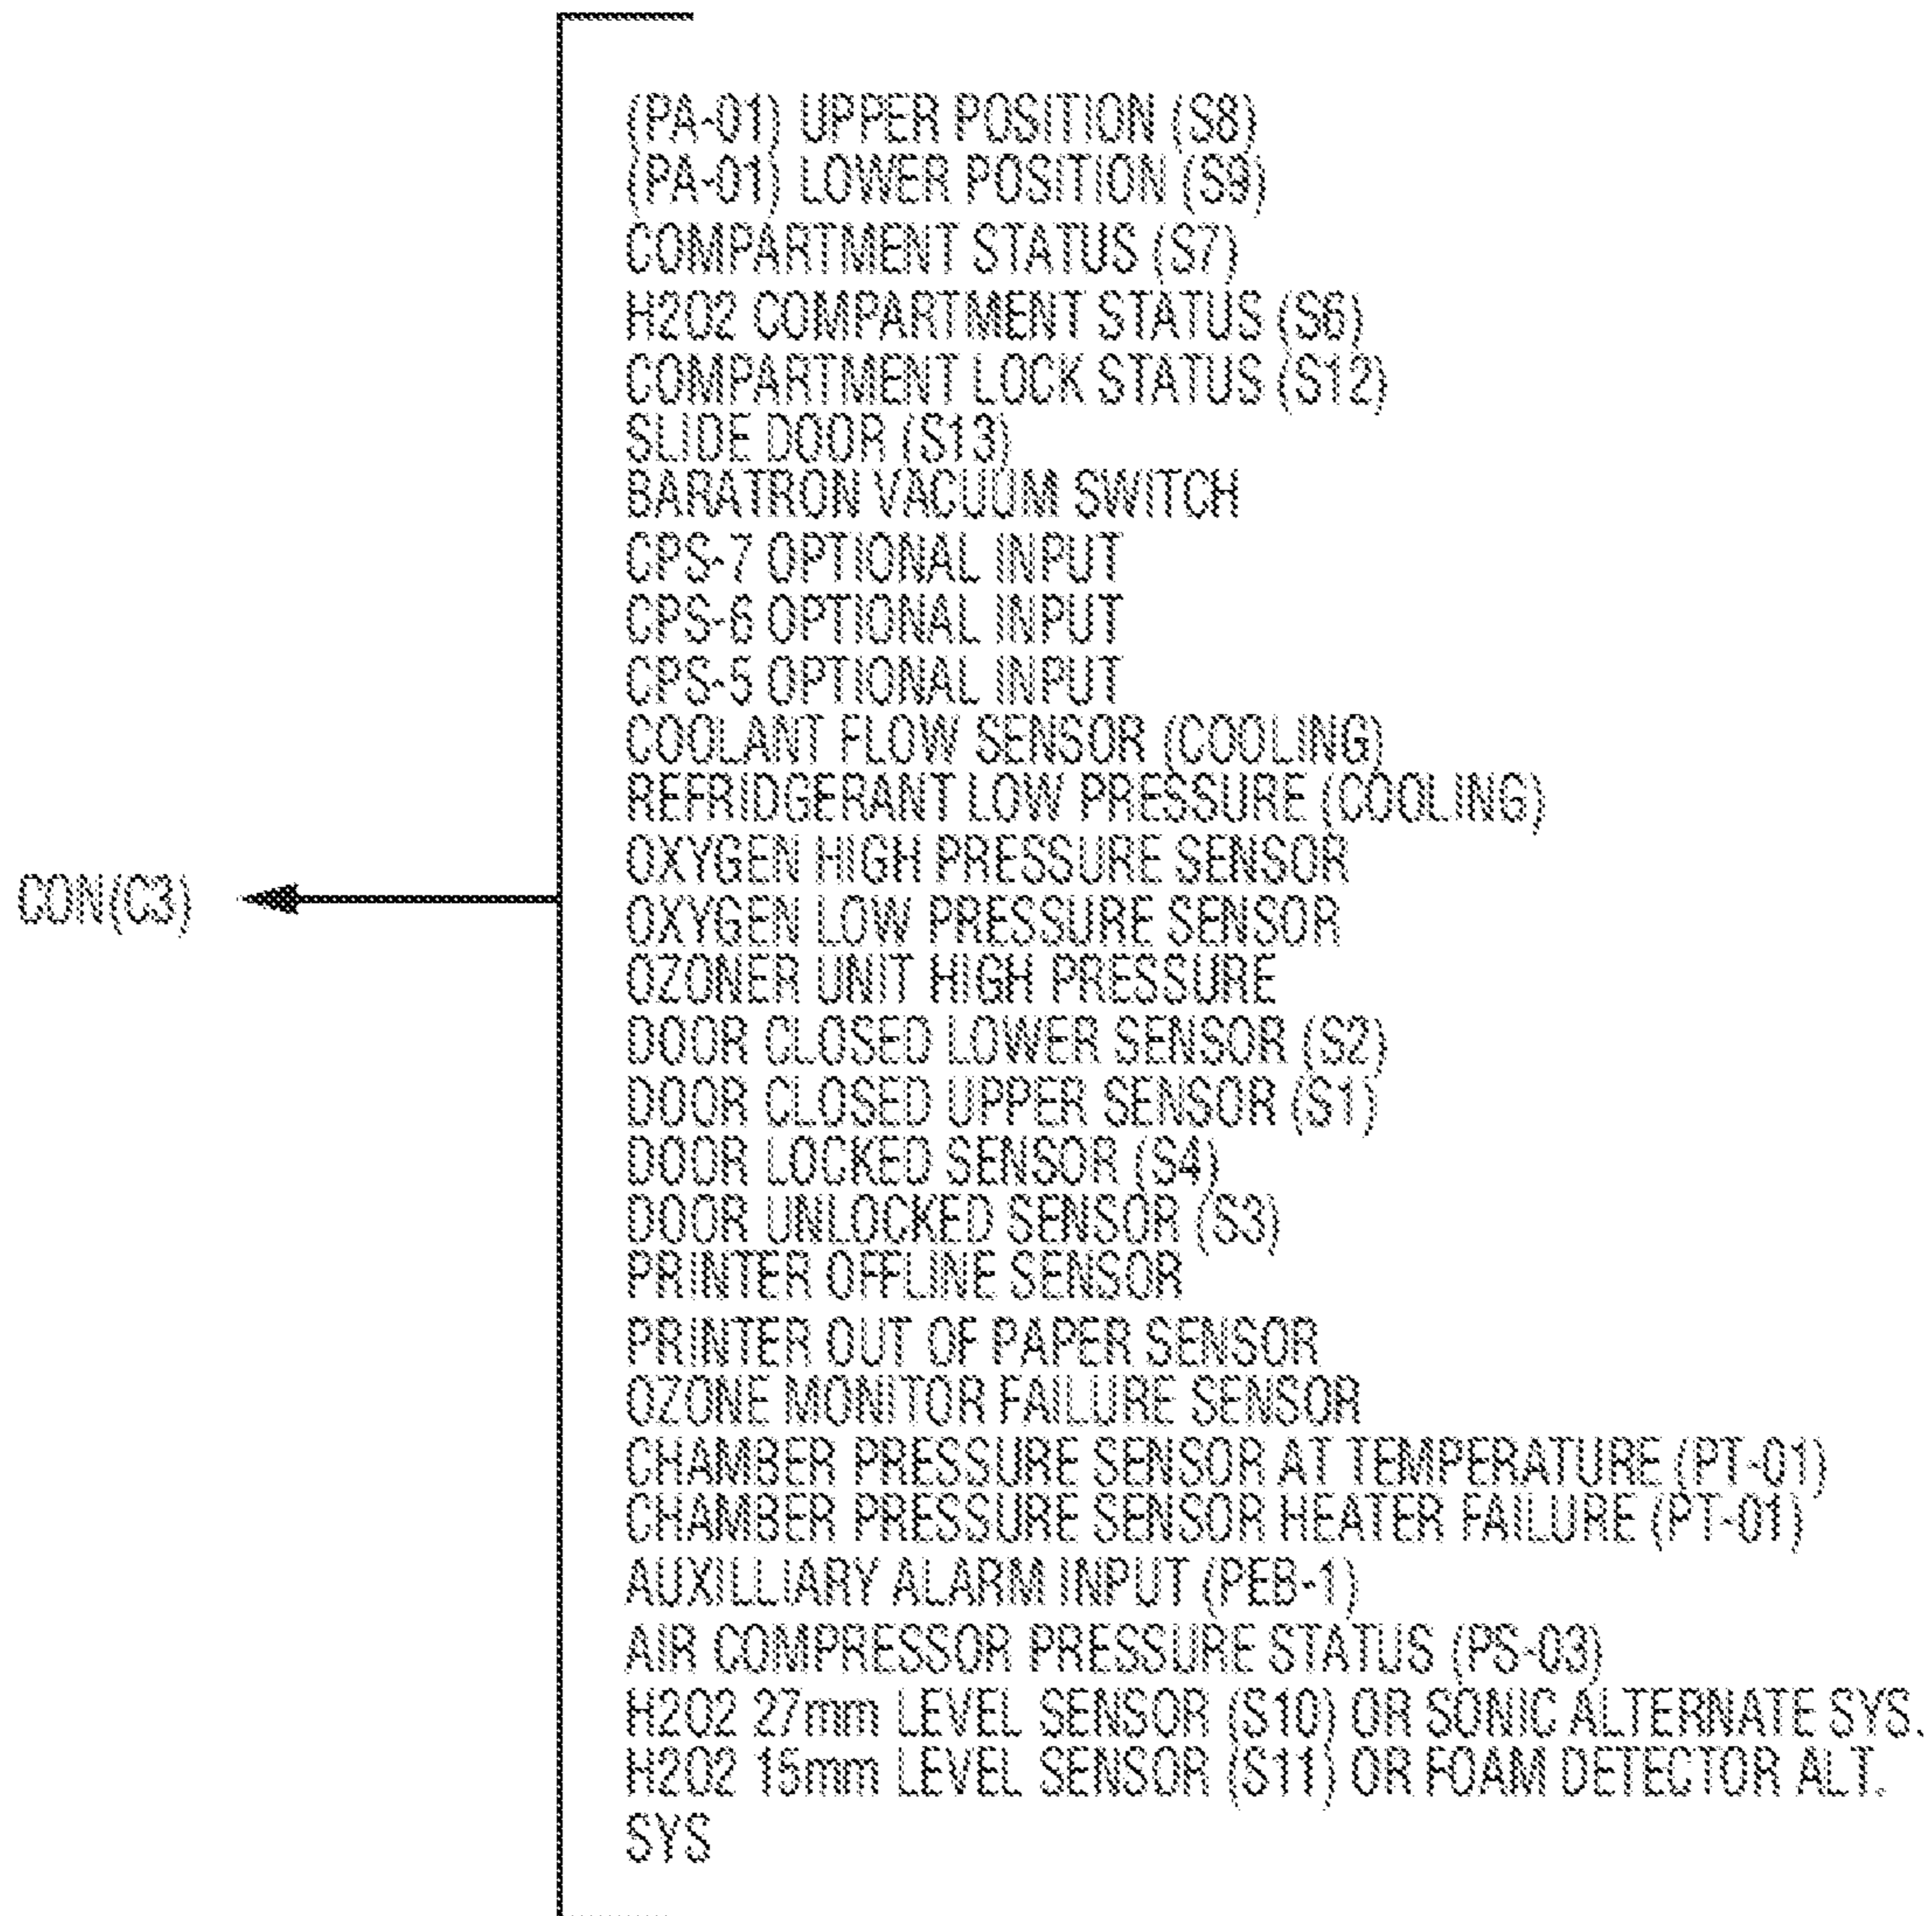 (PA-01) UPPER POSITION (S8)
(PA-01) LOWER POSITION (S9)
COMPARTMENT STATUS (S7)
H2O2 COMPARTMENT STATUS (S6)
COMPARTMENT LOCK STATUS (S12)
SLIDE DOOR (S13)
BARATRON VACUUM SWITCH
CPS-7 OPTIONAL INPUT
CPS-6 OPTIONAL INPUT
CPS-5 OPTIONAL INPUT
COOLANT FLOW SENSOR (COOLING)
REFRIDGERANT LOW PRESSURE (COOLING)
OXYGEN HIGH PRESSURE SENSOR
CON(C3)
OXYGEN LOW PRESSURE SENSOR
OZONER UNIT HIGH PRESSURE
DOOR CLOSED LOWER SENSOR (S2)
DOOR CLOSED UPPER SENSOR (S1)
DOOR LOCKED SENSOR (S4)
DOOR UNLOCKED SENSOR (S3)
PRINTER OFFLINE SENSOR
PRINTER OUT OF PAPER SENSOR
OZONE MONITOR FAILURE SENSOR
CHAMBER PRESSURE SENSOR AT TEMPERATURE (PT-01)
CHAMBER PRESSURE SENSOR HEATER FAILURE (PT-01)
AUXILLIARY ALARM INPUT (PEB-1)
AIR COMPRESSOR PRESSURE STATUS (PS-03)
H2O2 27mm LEVEL SENSOR (S10) OR SONIC ALTERNATE SYS.
H2O2 15mm LEVEL SENSOR (S11) OR FOAM DETECTOR ALT.
SYS